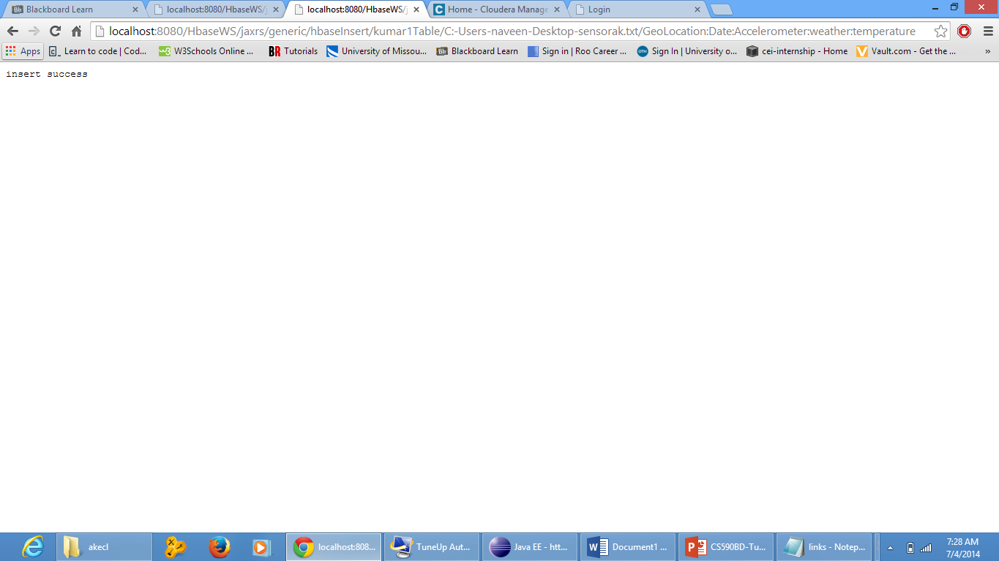 Blackboard Learn
localhost:8080/HbaseWS/j
localhost:8080/HbaseWS/j
Home - Cloudera Manage
Login
localhost:8080/HbaseWS/jaxrs/generic/hbaseInsert/kumar1Table/C:-Users-naveen-Desktop-sensorak.txt/GeoLocation:Date:Accelerometer:weather:temperature
Apps
Learn to code | Cod...
W3Schools Online ...
BR Tutorials
University of Missou...
Bb Blackboard Learn
Sign in | Roo Career ...
Sign In | University o...
cei-internship - Home
Vault.com - Get the ...
»
insert success
akecl
localhost:808...
TuneUp Aut...
Java EE - htt...
Document1 ...
CS590BD-Tu...
links - Notep...
7:28 AM
7/4/2014